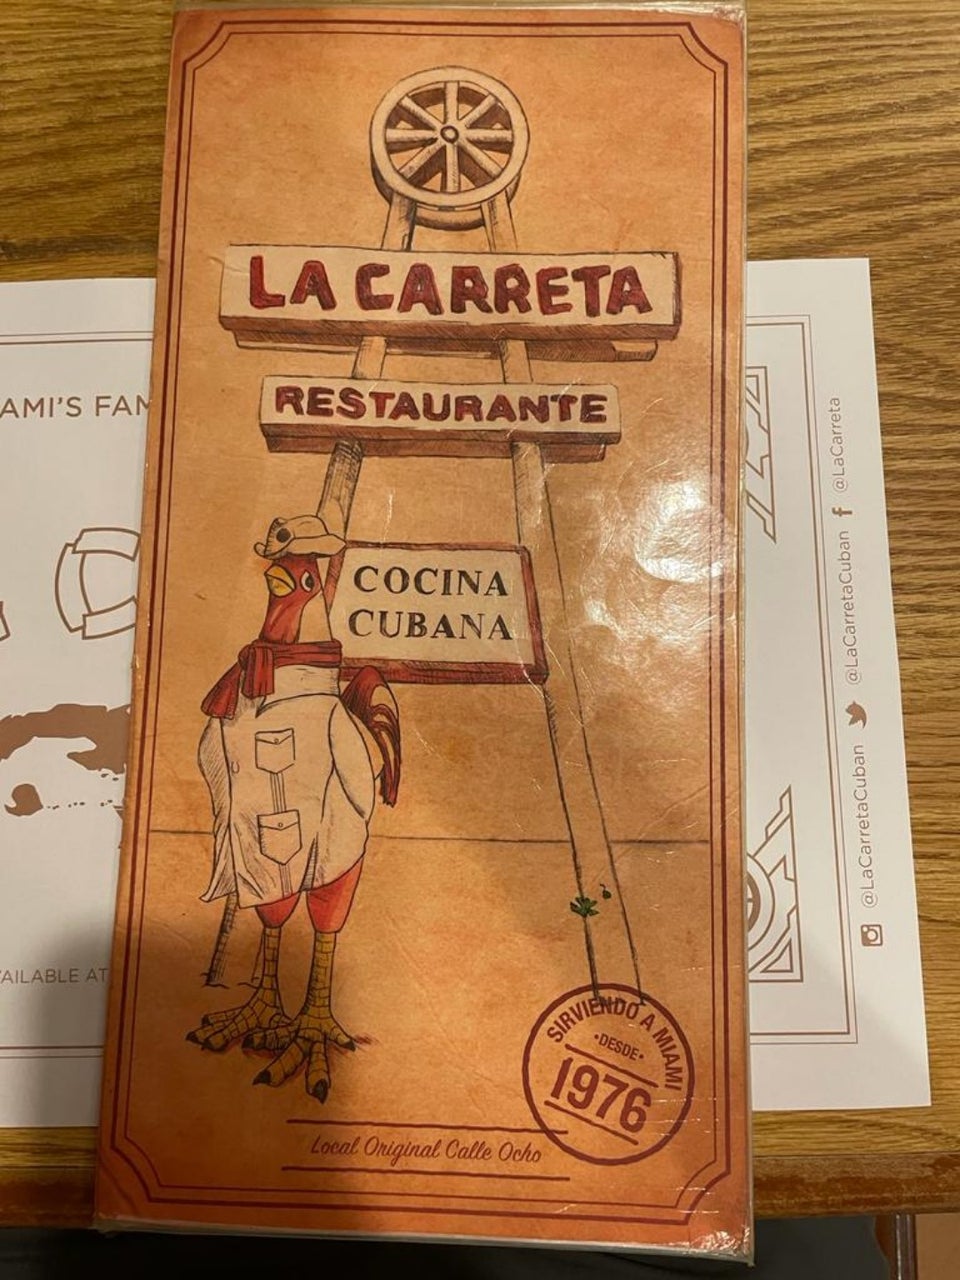 LA CARRETA
RESTAURANTE
COCINA
CUBANA
SIRVIENDO A MIAMI
•DESDE•
1976
Local Original Calle Ocho
AMI'S FAM
AILABLE AT
@LaCarretaCuban @LaCarretaCuban @LaCarreta